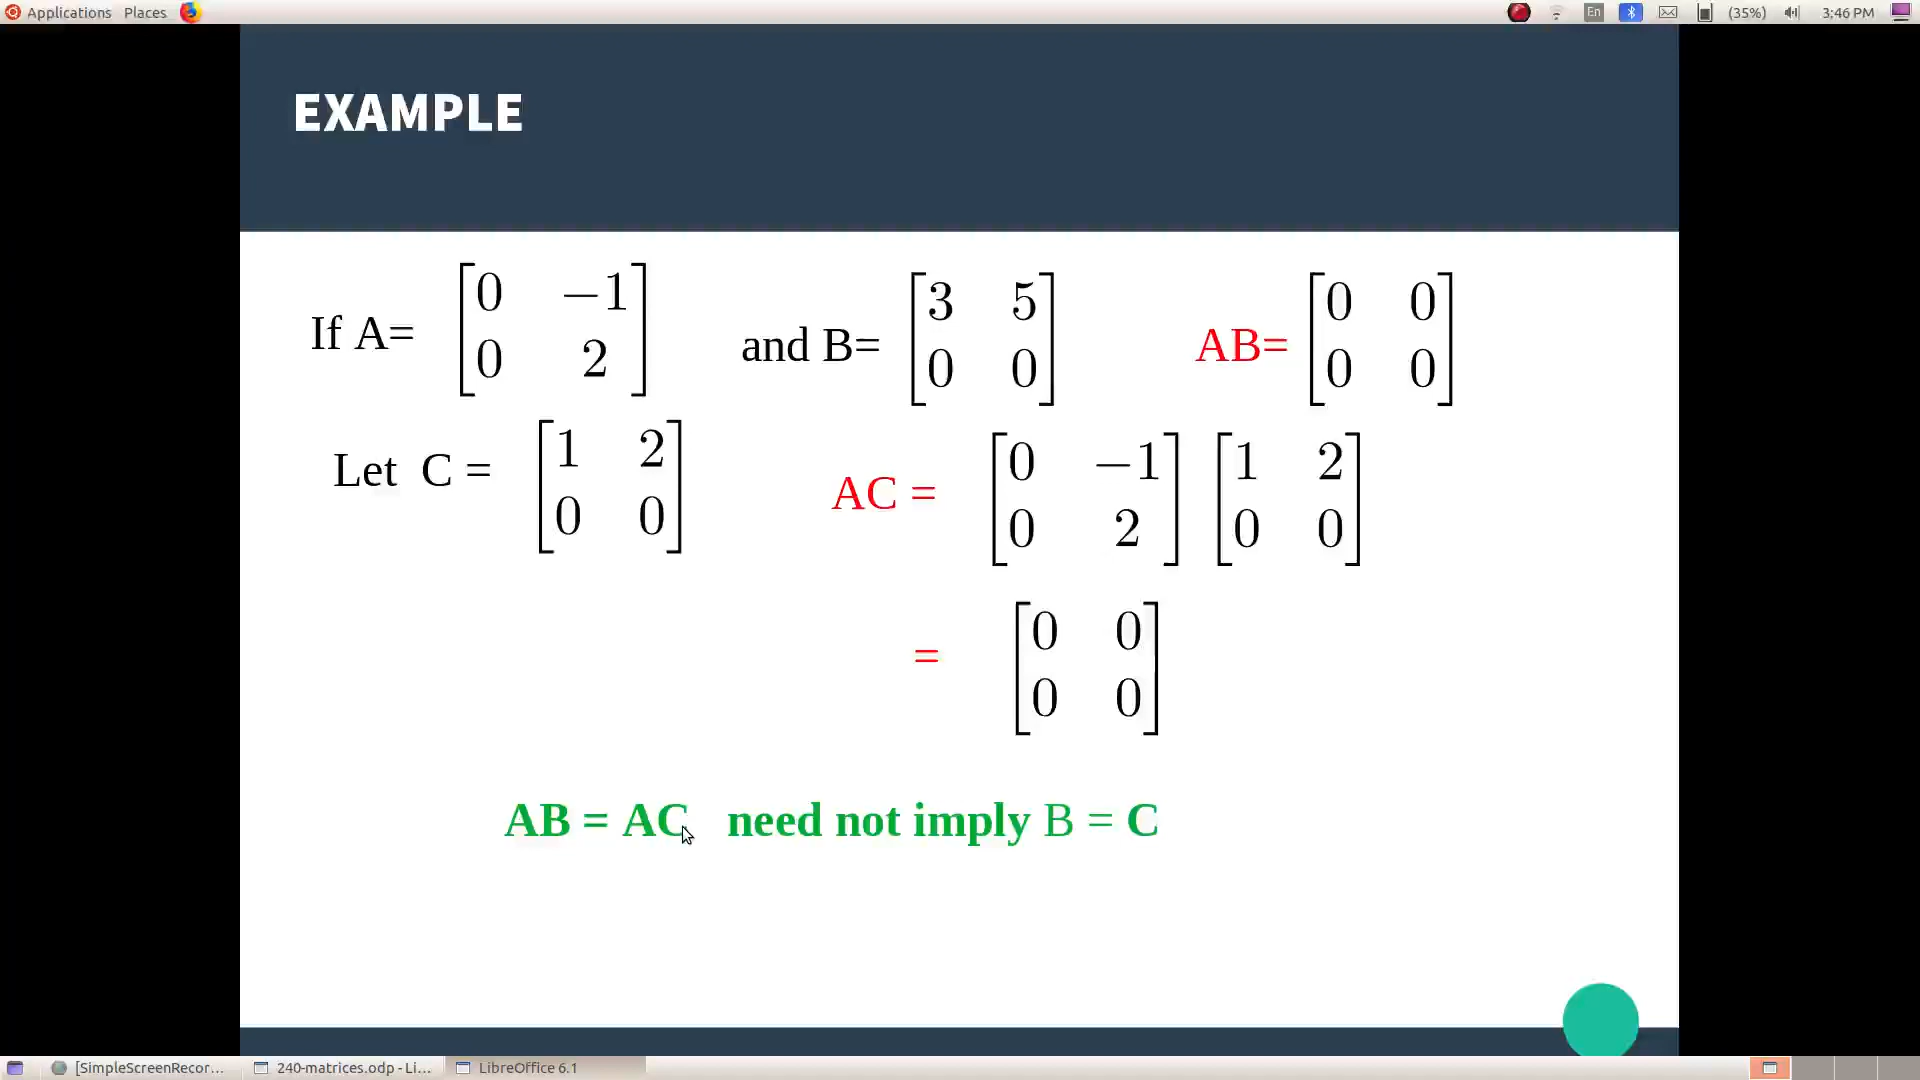 Applications Places En (35%) 3:46 PM
EXAMPLE
If A= [0 −1 0 2] and B= [3 5 0 0] AB= [0 0 0 0]
Let C = [1 2 0 0] AC = [0 −1 0 2] [1 2 0 0]
= [0 0 0 0]
AB = AC need not imply B = C
[SimpleScreenRecor... 240-matrices.odp - Li... LibreOffice 6.1